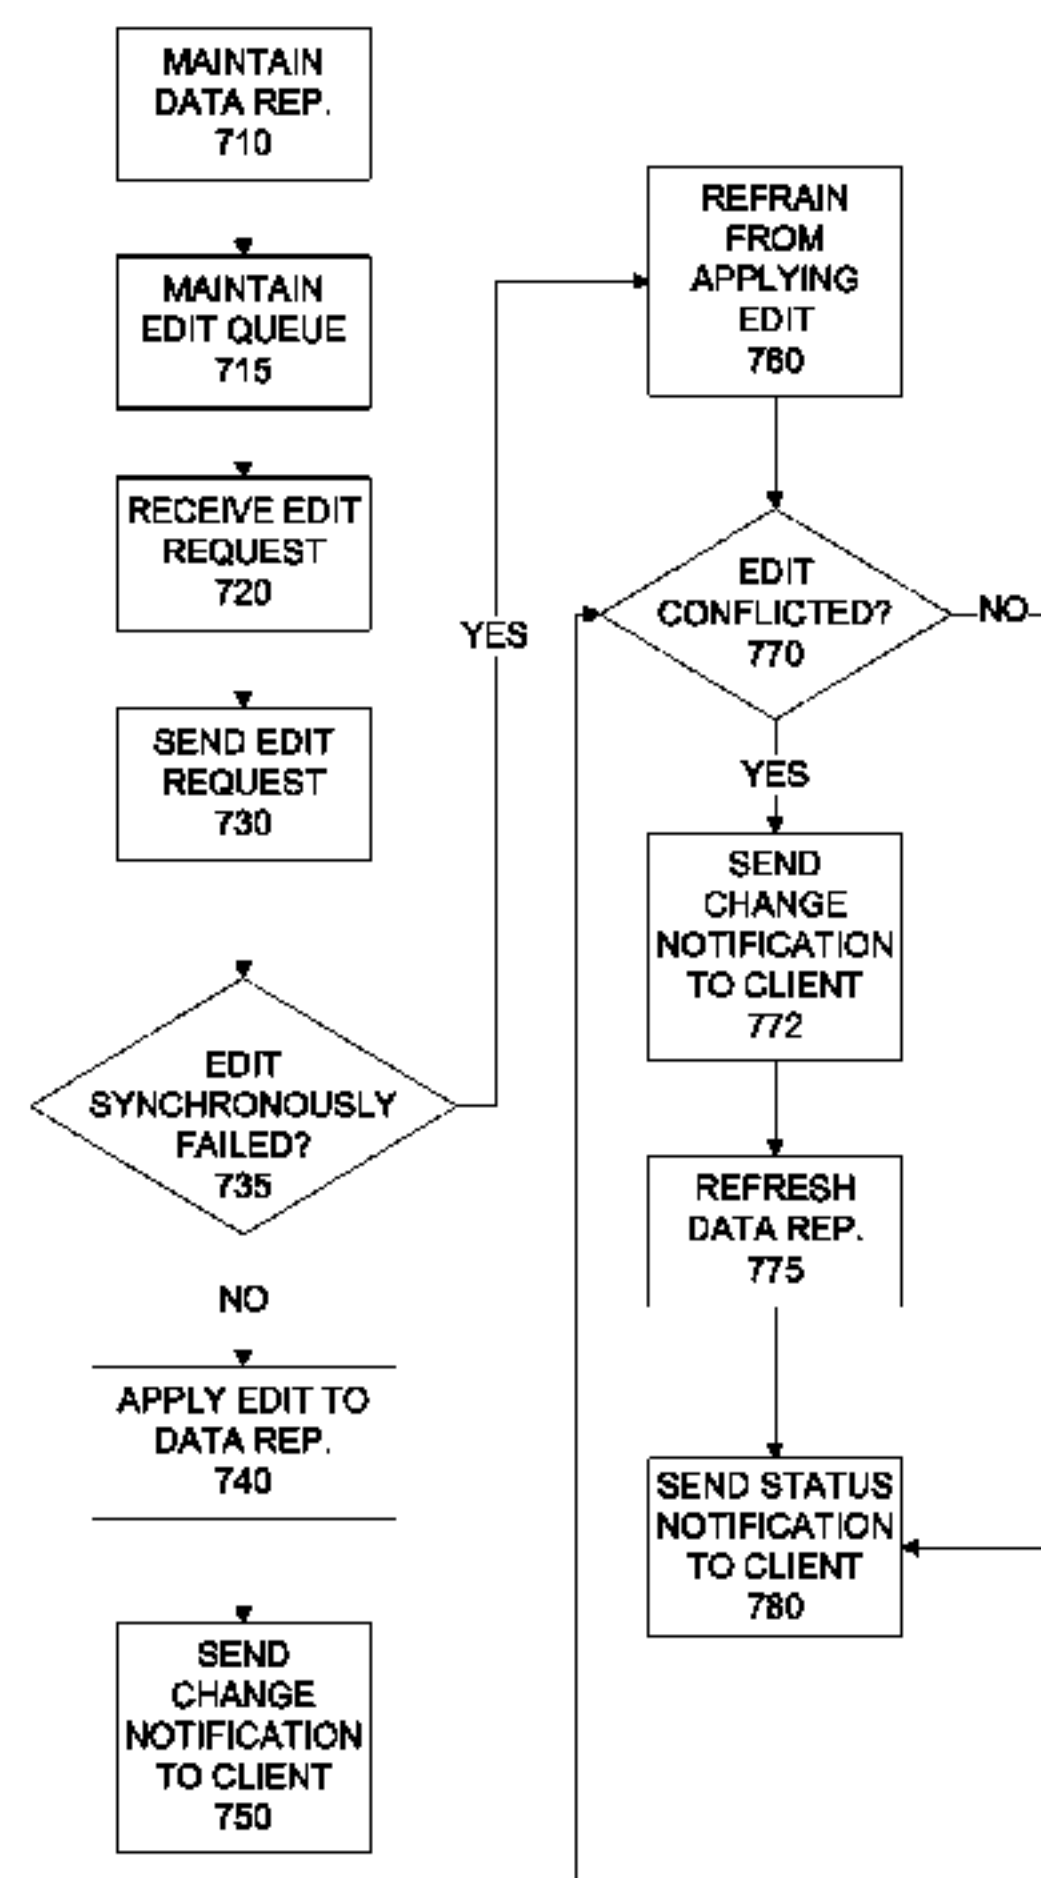 MAINTAIN
DATA REP.
710
MAINTAIN
EDIT QUEUE
715
RECEIVE EDIT
REQUEST
720
SEND EDIT
REQUEST
730
EDIT
SYNCHRONOUSLY
FAILED?
735
NO
APPLY EDIT TO
DATA REP.
740
SEND
CHANGE
NOTIFICATION
TO CLIENT
750
YES
REFRAIN
FROM
APPLYING
EDIT
760
EDIT
CONFLICTED?
770
NO
YES
SEND
CHANGE
NOTIFICATION
TO CLIENT
772
REFRESH
DATA REP.
775
SEND STATUS
NOTIFICATION
TO CLIENT
780